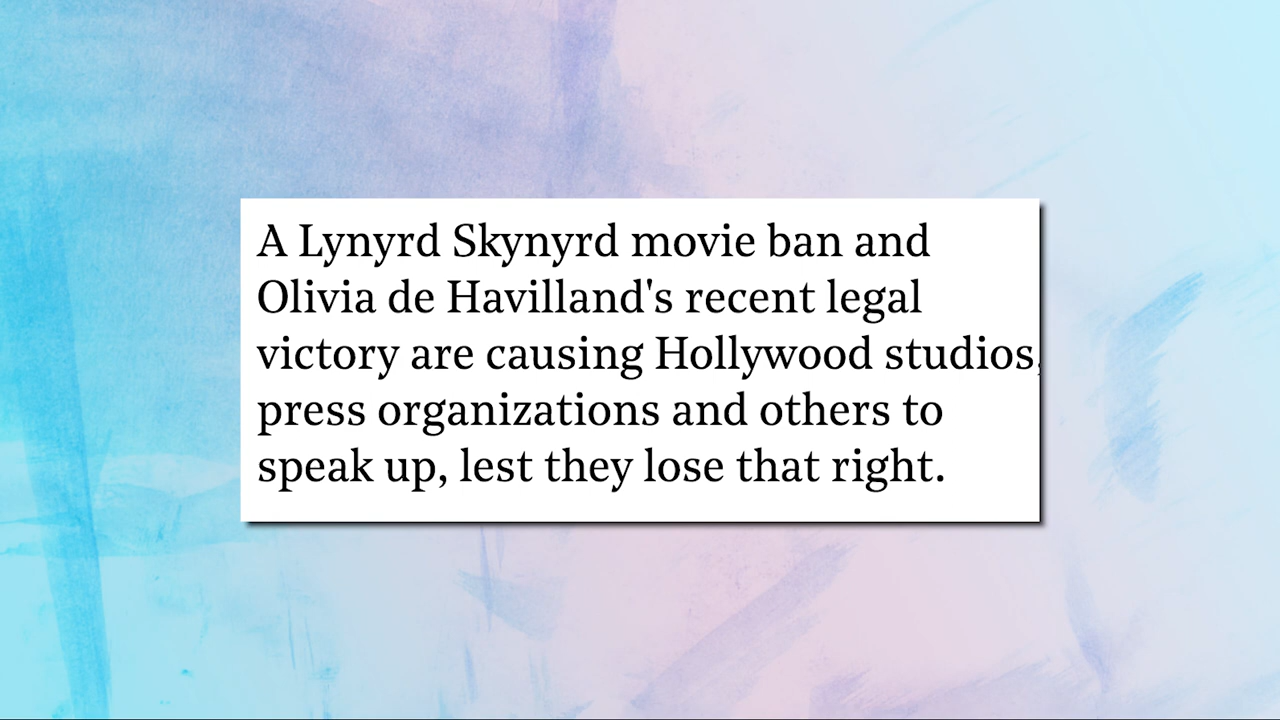 A Lynyrd Skynyrd movie ban and
Olivia de Havilland's recent legal
victory are causing Hollywood studios,
press organizations and others to
speak up, lest they lose that right.